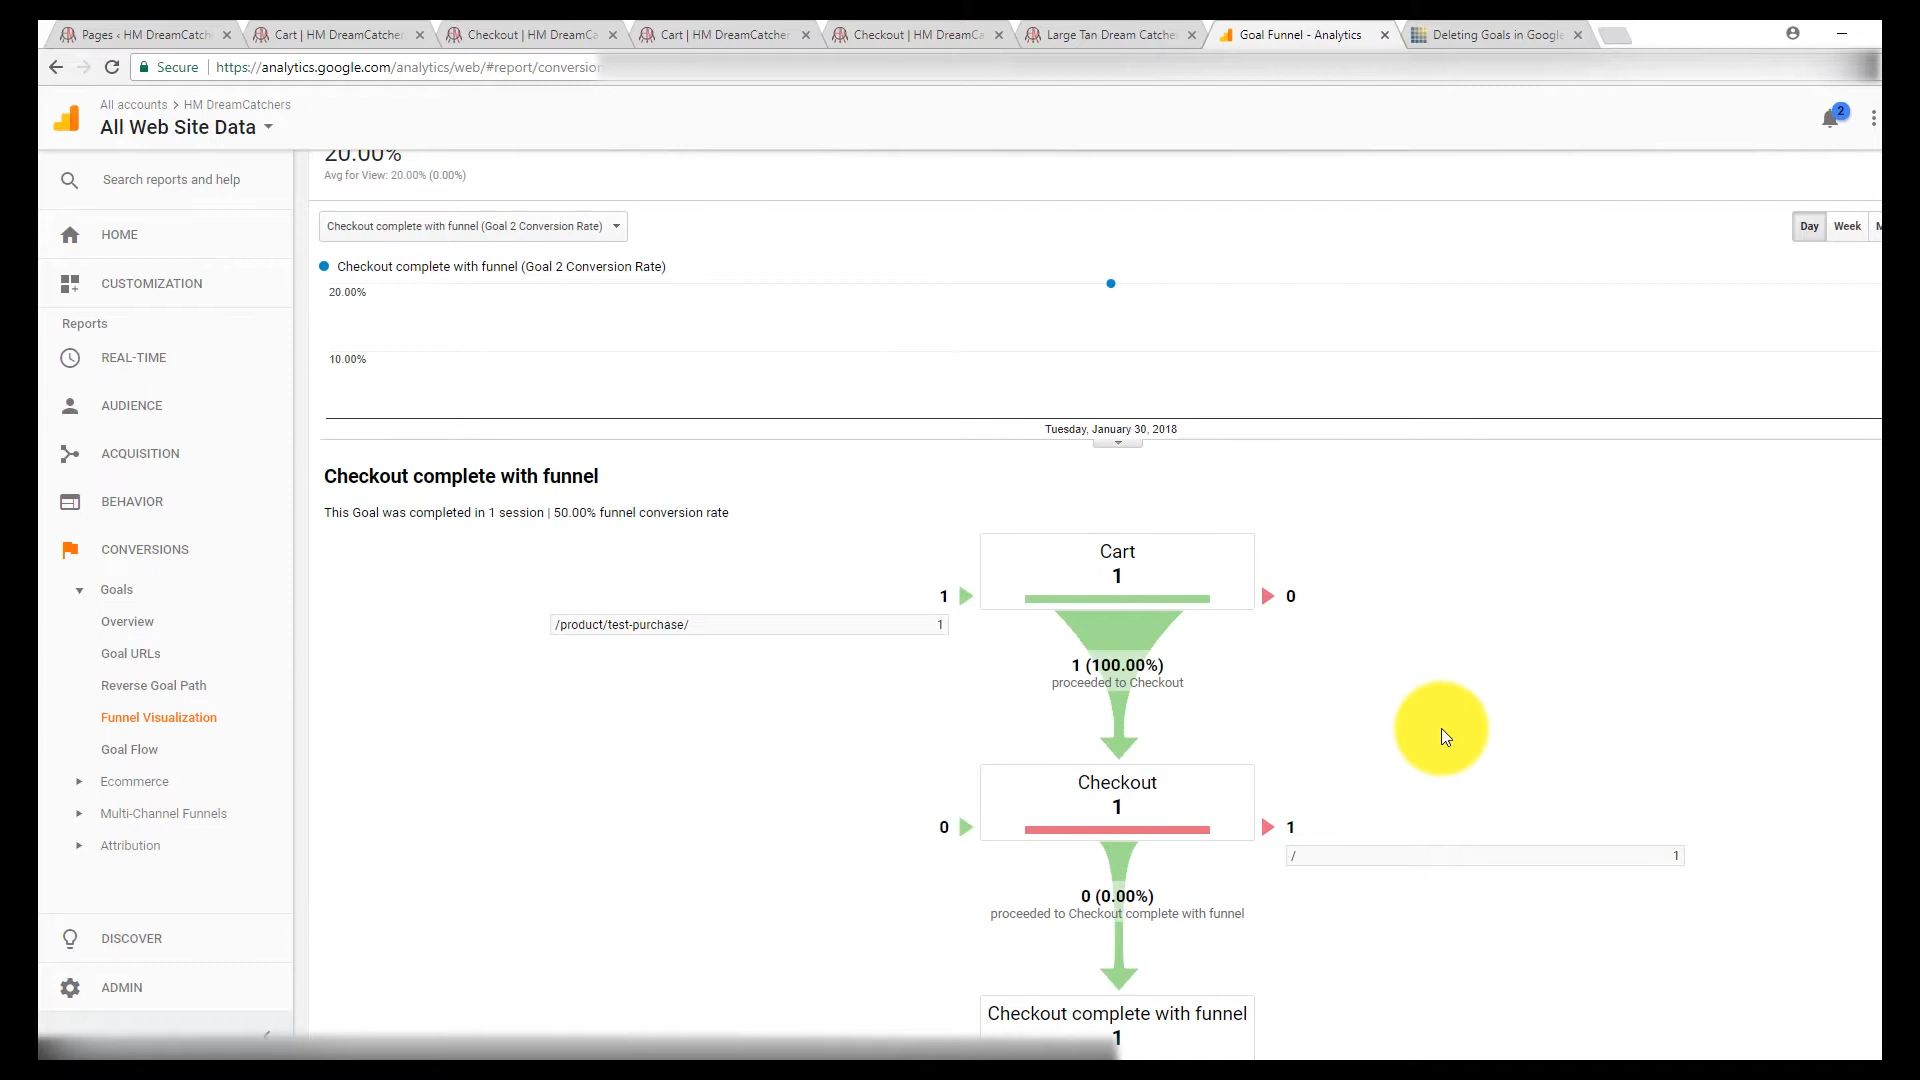 Pages ‹ HM DreamCatch
Cart | HM DreamCatcher
Checkout | HM DreamCa
Cart | HM DreamCatcher
Checkout | HM DreamCa
Large Tan Dream Catche
Goal Funnel - Analytics
Deleting Goals in Google
Secure
https://analytics.google.com/analytics/web/#report/conversion
All accounts > HM DreamCatchers
All Web Site Data
2
Search reports and help
HOME
CUSTOMIZATION
Reports
REAL-TIME
AUDIENCE
ACQUISITION
BEHAVIOR
CONVERSIONS
Goals
Overview
Goal URLs
Reverse Goal Path
Funnel Visualization
Goal Flow
Ecommerce
Multi-Channel Funnels
Attribution
DISCOVER
ADMIN
20.00%
Avg for View: 20.00% (0.00%)
Checkout complete with funnel (Goal 2 Conversion Rate)
Day Week M
Checkout complete with funnel (Goal 2 Conversion Rate)
20.00%
10.00%
Tuesday, January 30, 2018
Checkout complete with funnel
This Goal was completed in 1 session | 50.00% funnel conversion rate
Cart
1
1
0
/product/test-purchase/ 1
1 (100.00%)
proceeded to Checkout
Checkout
1
0
1
/ 1
0 (0.00%)
proceeded to Checkout complete with funnel
Checkout complete with funnel
1